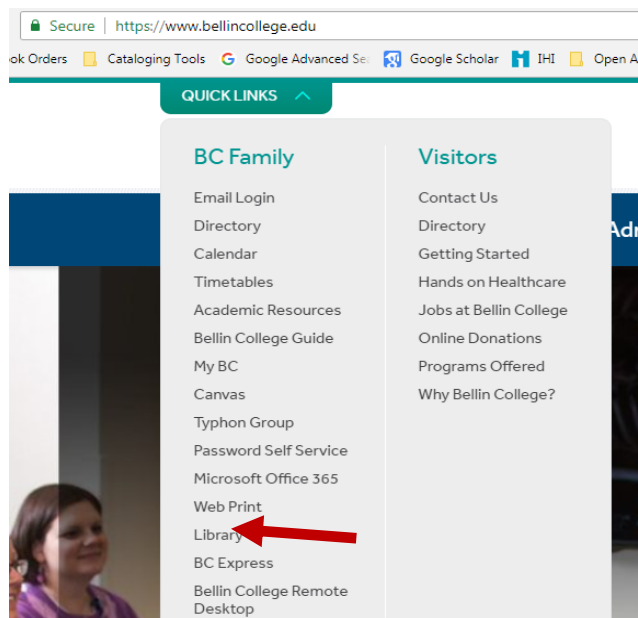 Secure | https://www.bellincollege.edu
ok Orders Cataloging Tools G Google Advanced Se Google Scholar IHI Open A
QUICK LINKS
BC Family
Email Login
Directory
Calendar
Timetables
Academic Resources
Bellin College Guide
My BC
Canvas
Typhon Group
Password Self Service
Microsoft Office 365
Web Print
Library
BC Express
Bellin College Remote
Desktop
Visitors
Contact Us
Directory
Getting Started
Hands on Healthcare
Jobs at Bellin College
Online Donations
Programs Offered
Why Bellin College?
Adr